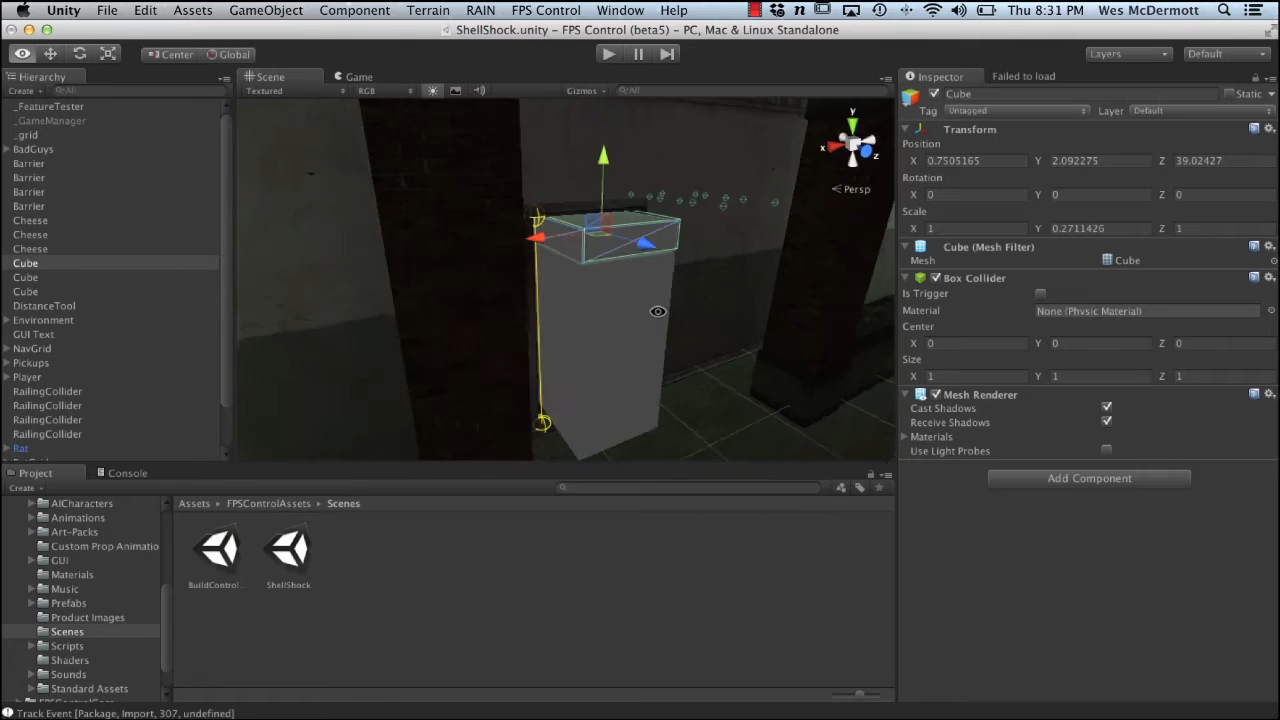 Unity File Edit Assets GameObject Component Terrain RAIN FPS Control Window Help Thu 8:31 PM Wes McDermott
ShellShock.unity – FPS Control (beta5) – PC, Mac & Linux Standalone
Center Global Layers Default
Hierarchy
Create All
_FeatureTester
_GameManager
_grid
BadGuys
Barrier
Barrier
Barrier
Barrier
Cheese
Cheese
Cheese
Cube
Cube
Cube
DistanceTool
Environment
GUI Text
NavGrid
Pickups
Player
RailingCollider
RailingCollider
RailingCollider
RailingCollider
Rat
Scene Game
Textured RGB Gizmos All
y
x
z
Persp
Inspector Failed to load
Cube Static
Tag Untagged Layer Default
Transform
Position
X 0.7505165 Y 2.092275 Z 39.02427
Rotation
X 0 Y 0 Z 0
Scale
X 1 Y 0.2711426 Z 1
Cube (Mesh Filter)
Mesh Cube
Box Collider
Is Trigger
Material None (Physic Material)
Center
X 0 Y 0 Z 0
Size
X 1 Y 1 Z 1
Mesh Renderer
Cast Shadows
Receive Shadows
Materials
Use Light Probes
Add Component
Project Console
Create
AICharacters
Animations
Art-Packs
Custom Prop Animatio
GUI
Materials
Music
Prefabs
Product Images
Scenes
Scripts
Shaders
Sounds
Standard Assets
Assets FPSControlAssets Scenes
BuildControl... ShellShock
Track Event [Package, Import, 307, undefined]